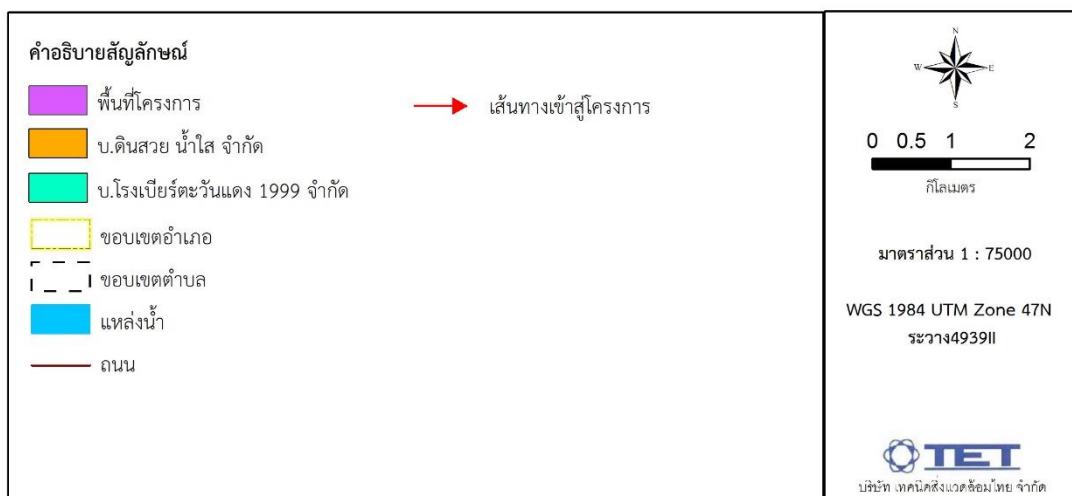 คำอธิบายสัญลักษณ์
พื้นที่โครงการ
เส้นทางเข้าสู่โครงการ
บ.ดินสวย น้ำใส จำกัด
บ.โรงเบียร์ตะวันแดง 1999 จำกัด
ขอบเขตอำเภอ
ขอบเขตตำบล
แหล่งน้ำ
ถนน
N
W E
S
0 0.5 1 2
กิโลเมตร
มาตราส่วน 1 : 75000
WGS 1984 UTM Zone 47N
ระวาง4939II
TET
บริษัท เทคนิคสิ่งแวดล้อมไทย จำกัด